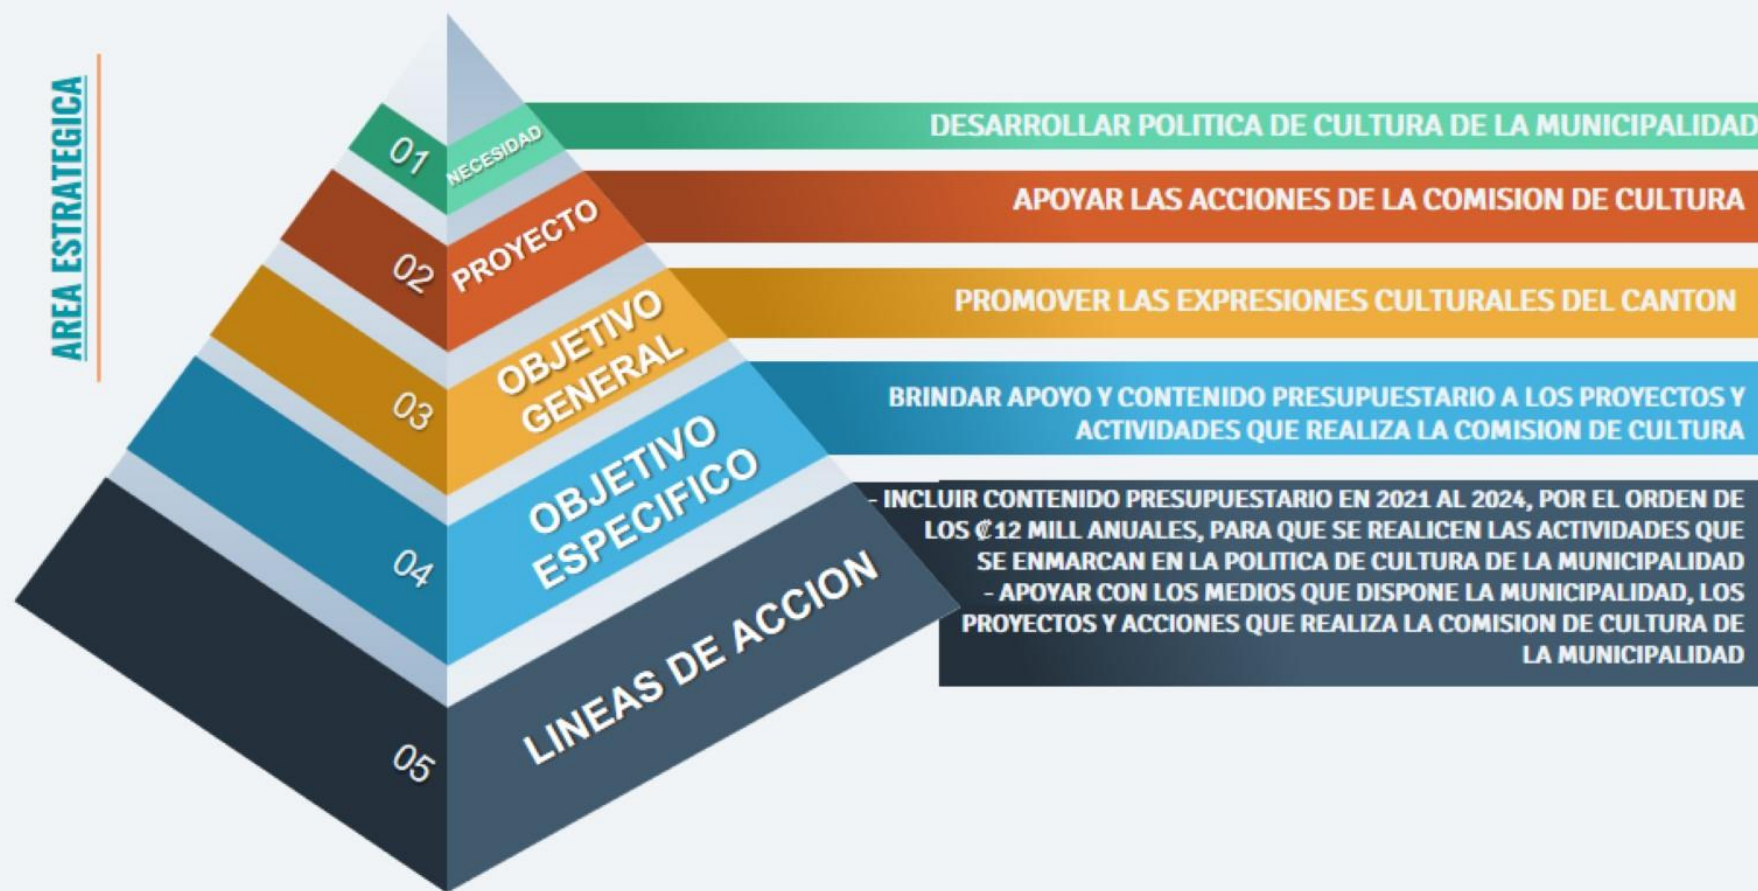 AREA ESTRATEGICA
01
NECESIDAD
DESARROLLAR POLITICA DE CULTURA DE LA MUNICIPALIDAD
02
PROYECTO
APOYAR LAS ACCIONES DE LA COMISION DE CULTURA
03
OBJETIVO
GENERAL
PROMOVER LAS EXPRESIONES CULTURALES DEL CANTON
04
OBJETIVO
ESPECIFICO
BRINDAR APOYO Y CONTENIDO PRESUPUESTARIO A LOS PROYECTOS Y
ACTIVIDADES QUE REALIZA LA COMISION DE CULTURA
05
LINEAS DE ACCION
- INCLUIR CONTENIDO PRESUPUESTARIO EN 2021 AL 2024, POR EL ORDEN DE
LOS ₡12 MILL ANUALES, PARA QUE SE REALICEN LAS ACTIVIDADES QUE
SE ENMARCAN EN LA POLITICA DE CULTURA DE LA MUNICIPALIDAD
- APOYAR CON LOS MEDIOS QUE DISPONE LA MUNICIPALIDAD, LOS
PROYECTOS Y ACCIONES QUE REALIZA LA COMISION DE CULTURA DE
LA MUNICIPALIDAD